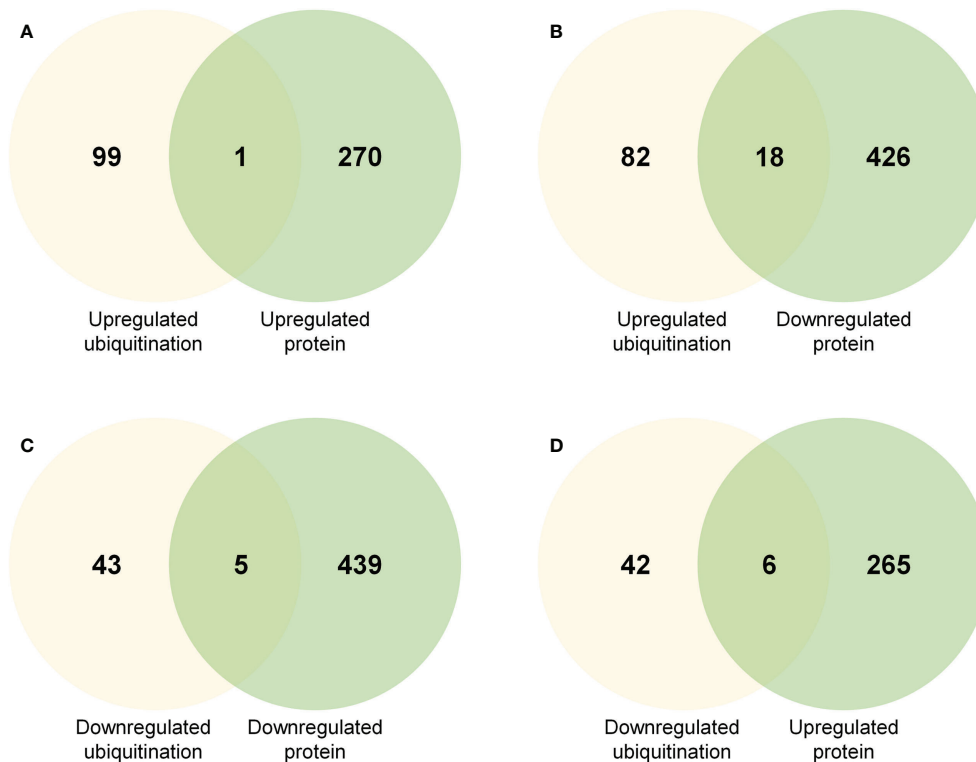 A
99
1
270
Upregulated
ubiquitination
Upregulated
protein
B
82
18
426
Upregulated
ubiquitination
Downregulated
protein
C
43
5
439
Downregulated
ubiquitination
Downregulated
protein
D
42
6
265
Downregulated
ubiquitination
Upregulated
protein